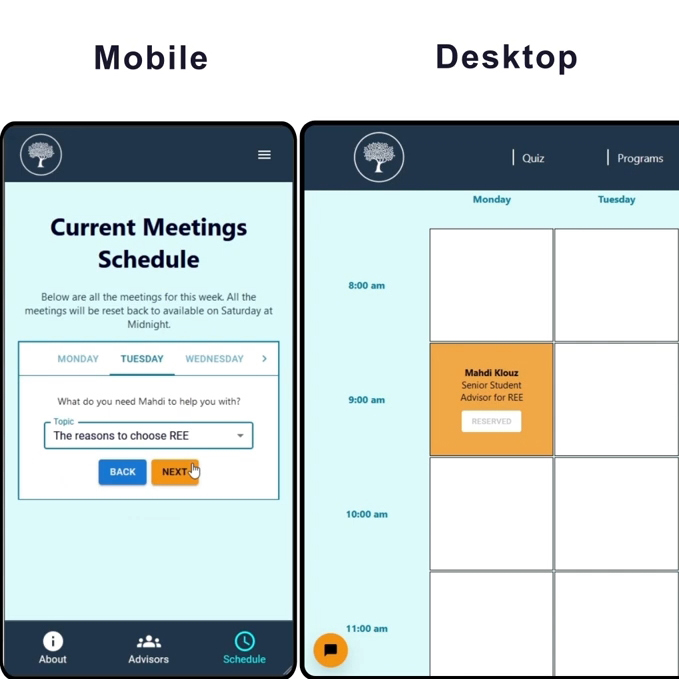 Mobile
Desktop
Current Meetings
Schedule
Below are all the meetings for this week. All the
meetings will be reset back to available on Saturday at
Midnight.
MONDAY
TUESDAY
WEDNESDAY
What do you need Mahdi to help you with?
Topic
The reasons to choose REE
BACK
NEXT
About
Advisors
Schedule
Quiz
Programs
Monday
Tuesday
8:00 am
9:00 am
Mahdi Klouz
Senior Student
Advisor for REE
RESERVED
10:00 am
11:00 am